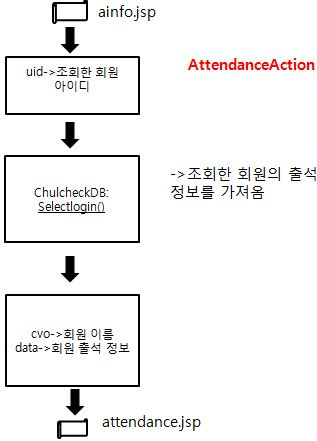 ainfo.jsp
uid->조회한 회원
아이디
AttendanceAction
ChulcheckDB:
Selectlogin()
->조회한 회원의 출석
정보를 가져옴
cvo->회원 이름
data->회원 출석 정보
attendance.jsp